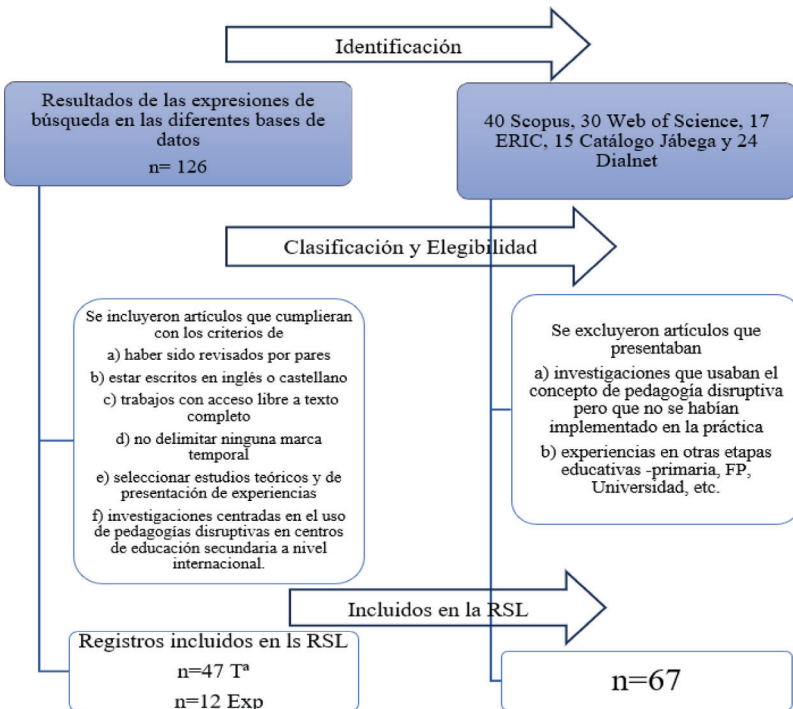 Identificación
Resultados de las expresiones de
búsqueda en las diferentes bases de
datos
n= 126
40 Scopus, 30 Web of Science, 17
ERIC, 15 Catálogo Jábega y 24
Dialnet
Clasificación y Elegibilidad
Se incluyeron artículos que cumplieran
con los criterios de
a) haber sido revisados por pares
b) estar escritos en inglés o castellano
c) trabajos con acceso libre a texto
completo
d) no delimitar ninguna marca
temporal
e) seleccionar estudios teóricos y de
presentación de experiencias
f) investigaciones centradas en el uso
de pedagogías disruptivas en centros
de educación secundaria a nivel
internacional.
Se excluyeron artículos que
presentaban
a) investigaciones que usaban el
concepto de pedagogía disruptiva
pero que no se habían
implementado en la práctica
b) experiencias en otras etapas
educativas -primaria, FP,
Universidad, etc.
Incluidos en la RSL
Registros incluidos en ls RSL
n=47 Tª
n=12 Exp
n=67